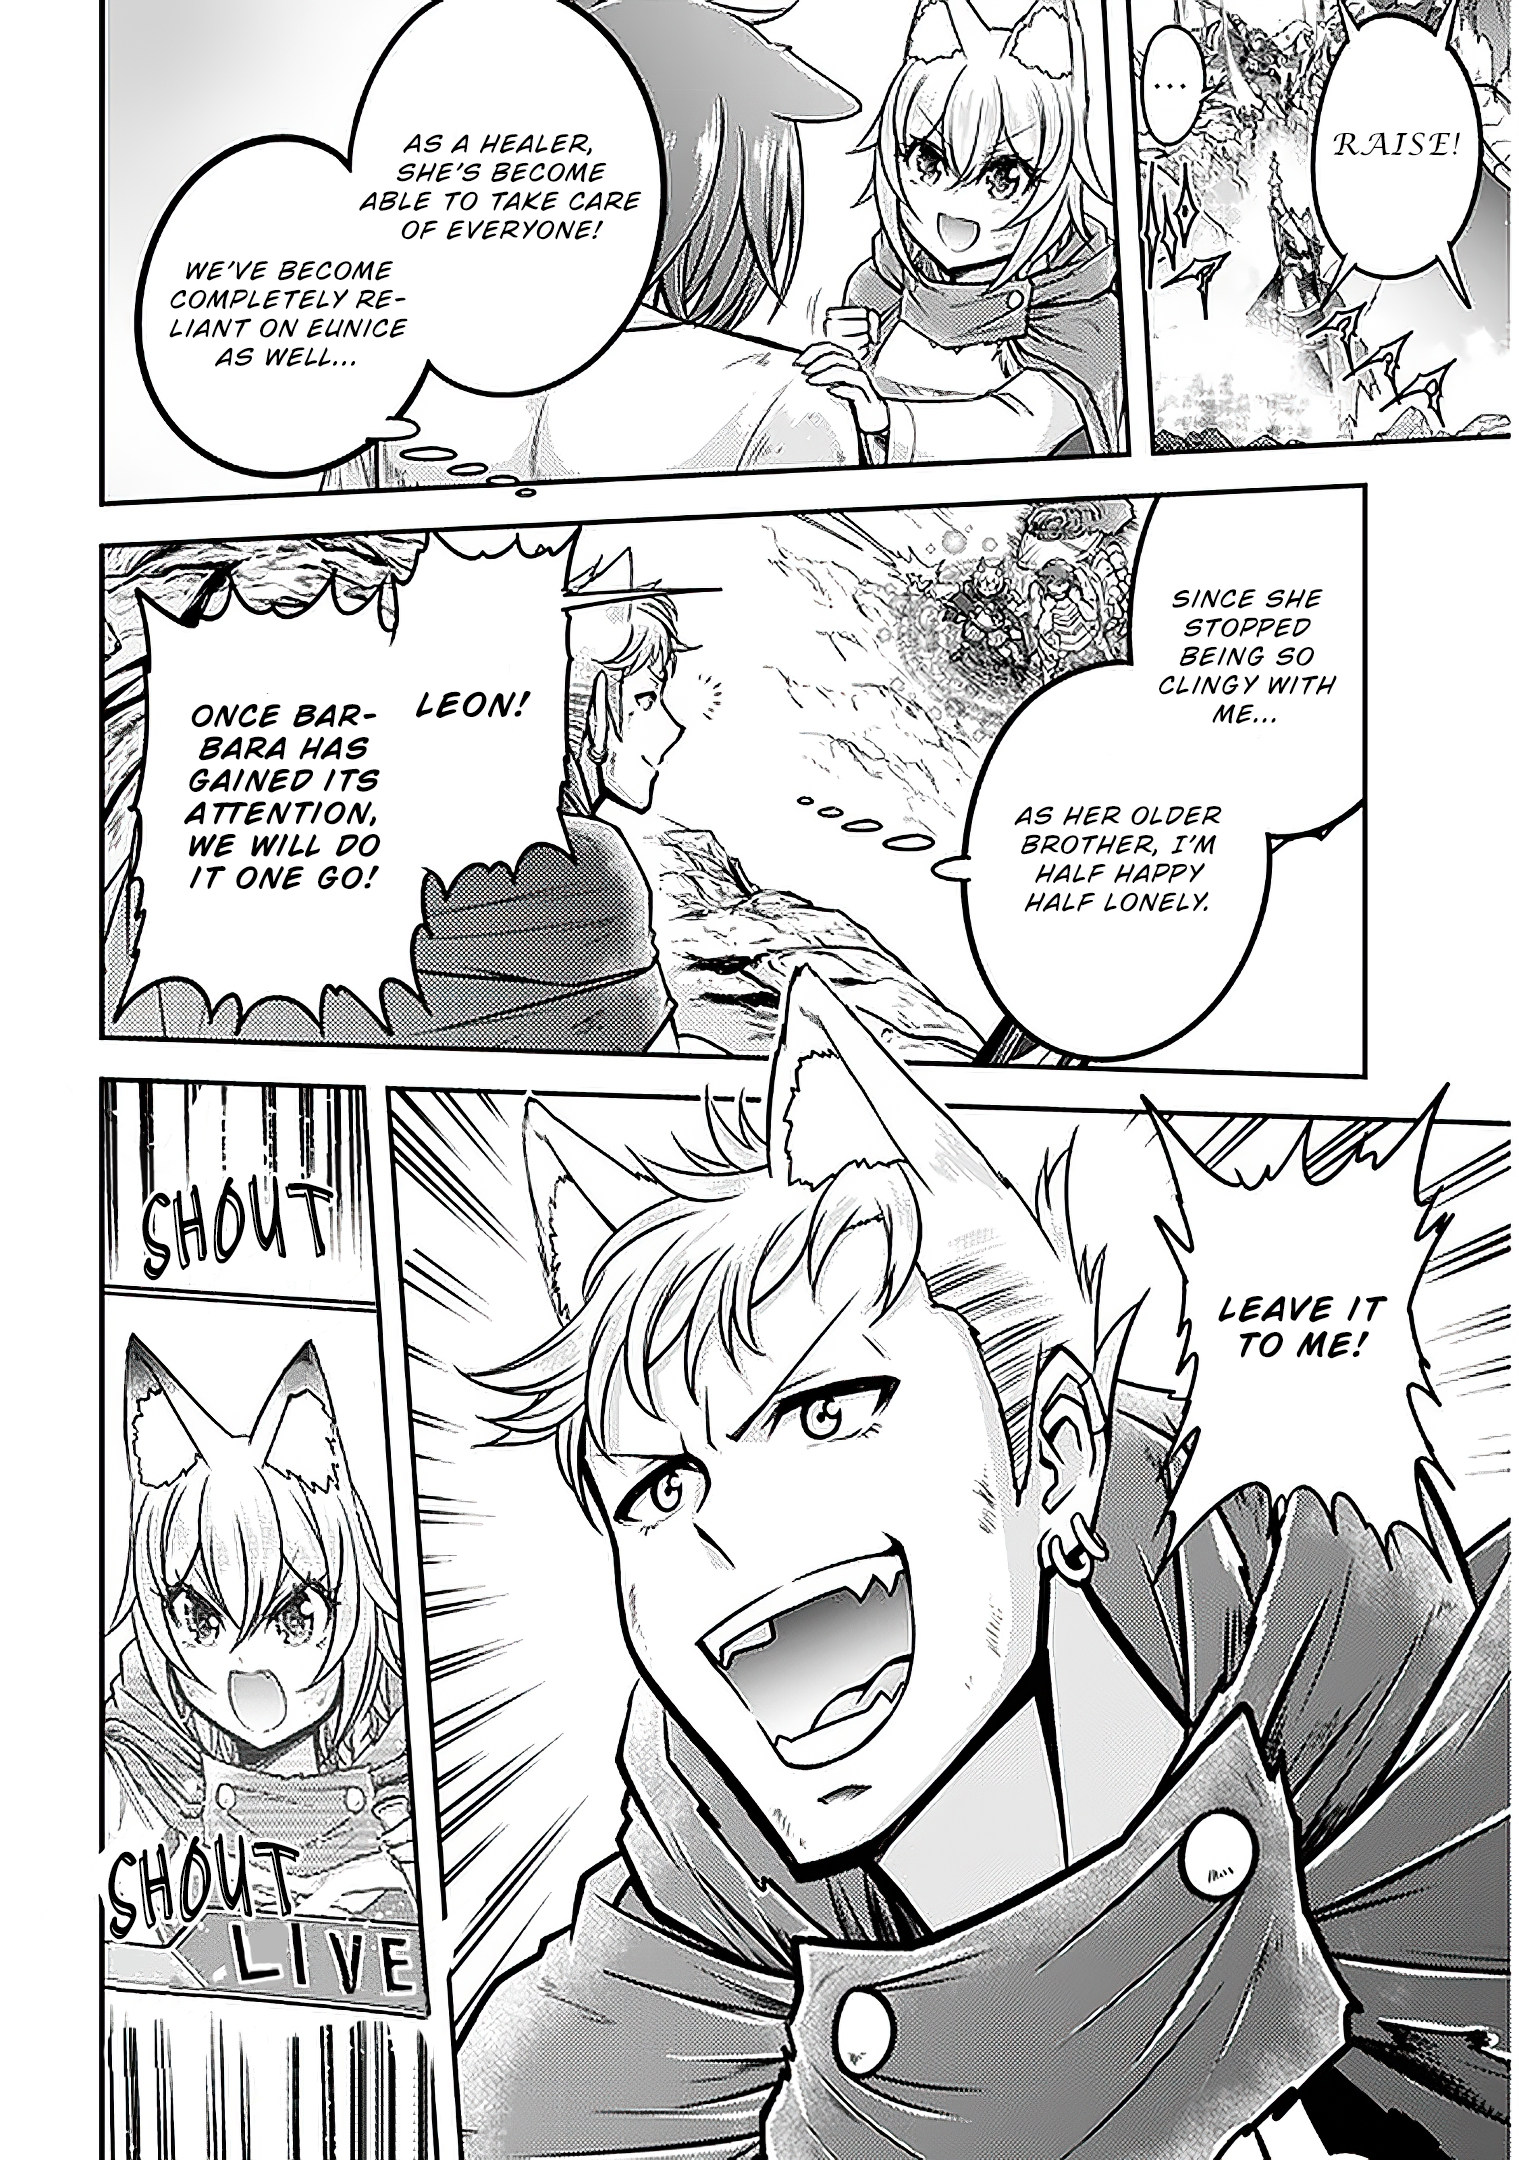 RAISE!
...
AS A HEALER,
SHE'S BECOME
ABLE TO TAKE CARE
OF EVERYONE!
WE'VE BECOME
COMPLETELY RE-
LIANT ON EUNICE
AS WELL...
SINCE SHE
STOPPED
BEING SO
CLINGY WITH
ME...
AS HER OLDER
BROTHER, I'M
HALF HAPPY
HALF LONELY.
LEON!
ONCE BAR-
BARA HAS
GAINED ITS
ATTENTION,
WE WILL DO
IT ONE GO!
LEAVE IT
TO ME!
SHOUT
SHOUT
LIVE